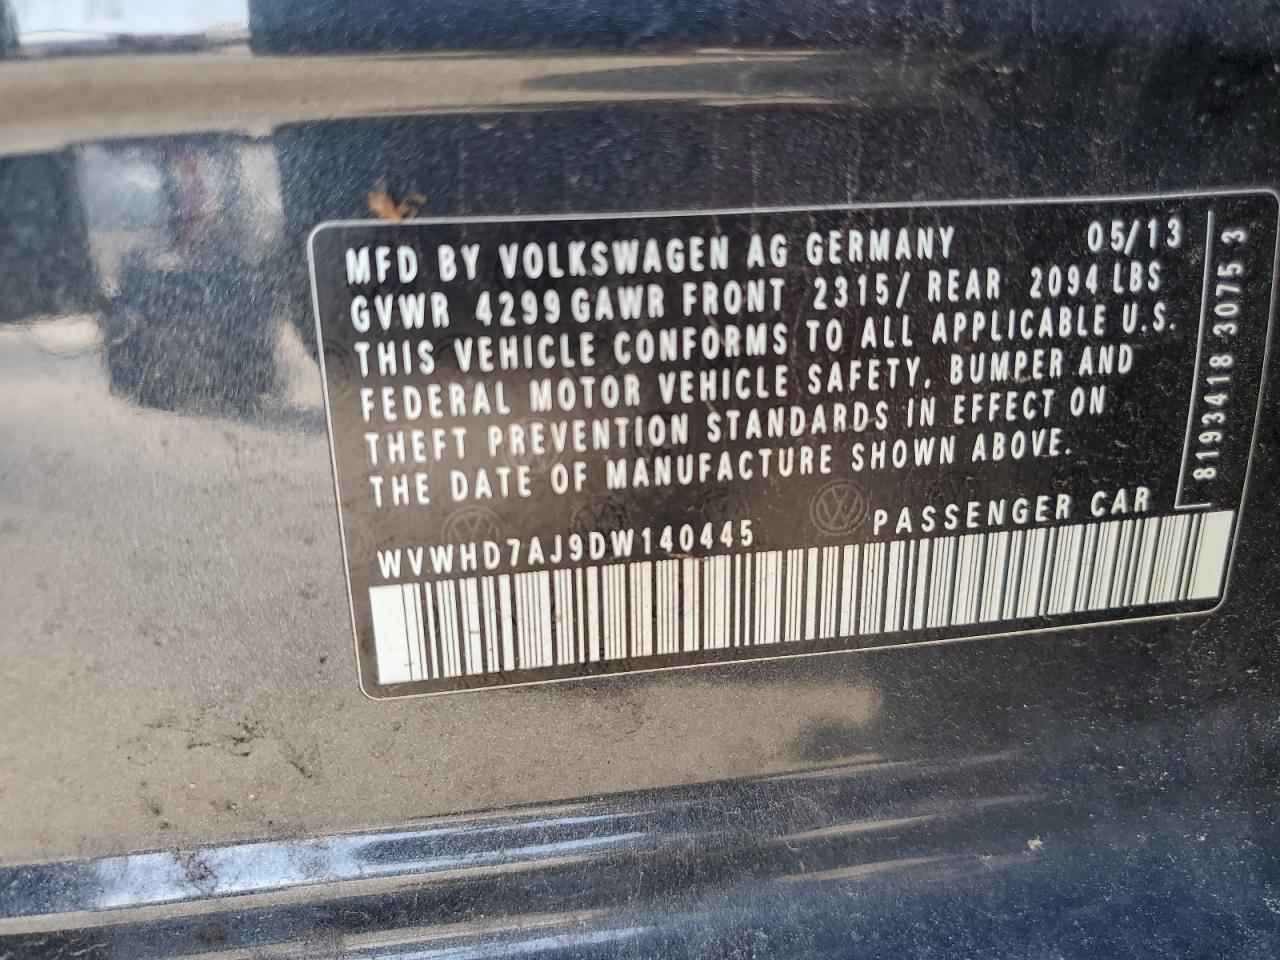 MFD BY VOLKSWAGEN AG GERMANY 05/13
GVWR 4299 GAWR FRONT 2315/ REAR 2094 LBS
THIS VEHICLE CONFORMS TO ALL APPLICABLE U.S.
FEDERAL MOTOR VEHICLE SAFETY, BUMPER AND
THEFT PREVENTION STANDARDS IN EFFECT ON
THE DATE OF MANUFACTURE SHOWN ABOVE.
PASSENGER CAR
WVWHD7AJ9DW140445
8193418 3075 3